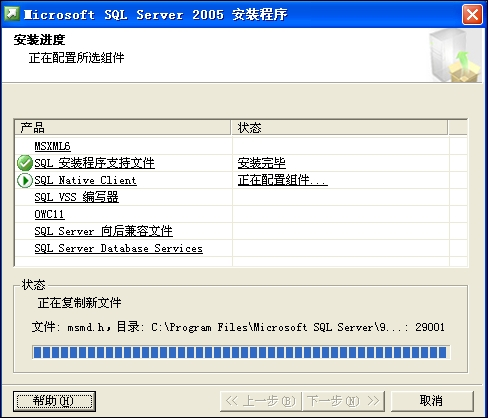 Microsoft SQL Server 2005 安装程序
安装进度
正在配置所选组件
产品 状态
MSXML6
SQL 安装程序支持文件 安装完毕
SQL Native Client 正在配置组件...
SQL VSS 编写器
OWC11
SQL Server 向后兼容文件
SQL Server Database Services
状态
正在复制新文件
文件: msmd.h，目录: C:\Program Files\Microsoft SQL Server\9...: 29001
帮助(H) << 上一步(B) 下一步(N) >> 取消